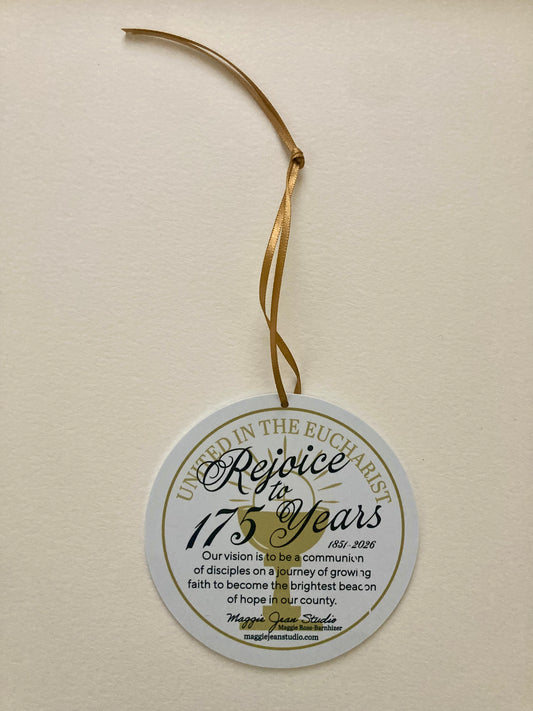 UNITED IN THE EUCHARIST
Rejoice
to
175 Years
1851-2026
Our vision is to be a communion
of disciples on a journey of growing
faith to become the brightest beacon
of hope in our county.
Maggie Jean Studio
Maggie Rose-Barnhizer
maggiejeanstudio.com